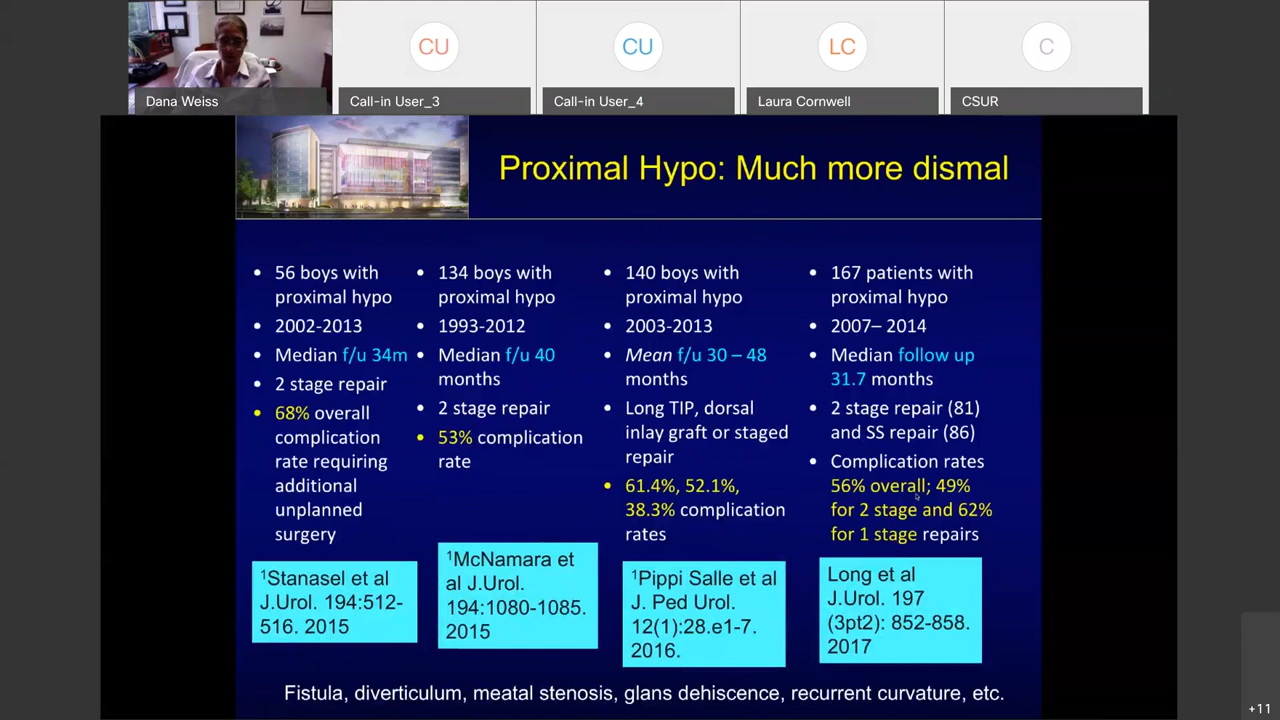 CU
CU
LC
C
Dana Weiss
Call-in User_3
Call-in User_4
Laura Cornwell
CSUR
Proximal Hypo: Much more dismal
• 56 boys with
proximal hypo
• 2002-2013
• Median f/u 34m
• 2 stage repair
• 68% overall
complication
rate requiring
additional
unplanned
surgery
¹Stanasel et al
J.Urol. 194:512-
516. 2015
• 134 boys with
proximal hypo
• 1993-2012
• Median f/u 40
months
• 2 stage repair
• 53% complication
rate
¹McNamara et
al J.Urol.
194:1080-1085.
2015
• 140 boys with
proximal hypo
• 2003-2013
• Mean f/u 30 – 48
months
• Long TIP, dorsal
inlay graft or staged
repair
• 61.4%, 52.1%,
38.3% complication
rates
¹Pippi Salle et al
J. Ped Urol.
12(1):28.e1-7.
2016.
• 167 patients with
proximal hypo
• 2007– 2014
• Median follow up
31.7 months
• 2 stage repair (81)
and SS repair (86)
• Complication rates
56% overall; 49%
for 2 stage and 62%
for 1 stage repairs
Long et al
J.Urol. 197
(3pt2): 852-858.
2017
Fistula, diverticulum, meatal stenosis, glans dehiscence, recurrent curvature, etc.
+11